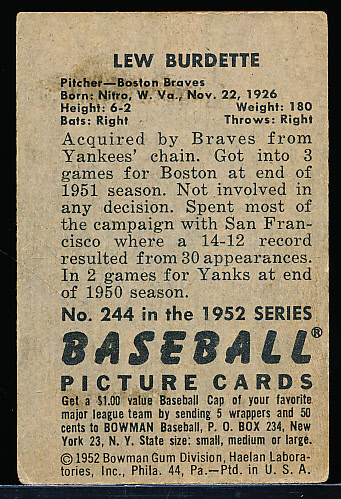 LEW BURDETTE
Pitcher—Boston Braves
Born: Nitro, W. Va., Nov. 22, 1926
Height: 6-2 Weight: 180
Bats: Right Throws: Right
Acquired by Braves from
Yankees' chain. Got into 3
games for Boston at end of
1951 season. Not involved in
any decision. Spent most of
the campaign with San Fran-
cisco where a 14-12 record
resulted from 30 appearances.
In 2 games for Yanks at end
of 1950 season.
No. 244 in the 1952 SERIES
BASEBALL®
PICTURE CARDS
Get a $1.00 value Baseball Cap of your favorite
major league team by sending 5 wrappers and 50
cents to BOWMAN Baseball, P. O. BOX 234, New
York 23, N. Y. State size: small, medium or large.
©1952 Bowman Gum Division, Haelan Labora-
tories, Inc., Phila. 44, Pa.—Ptd. in U. S. A.